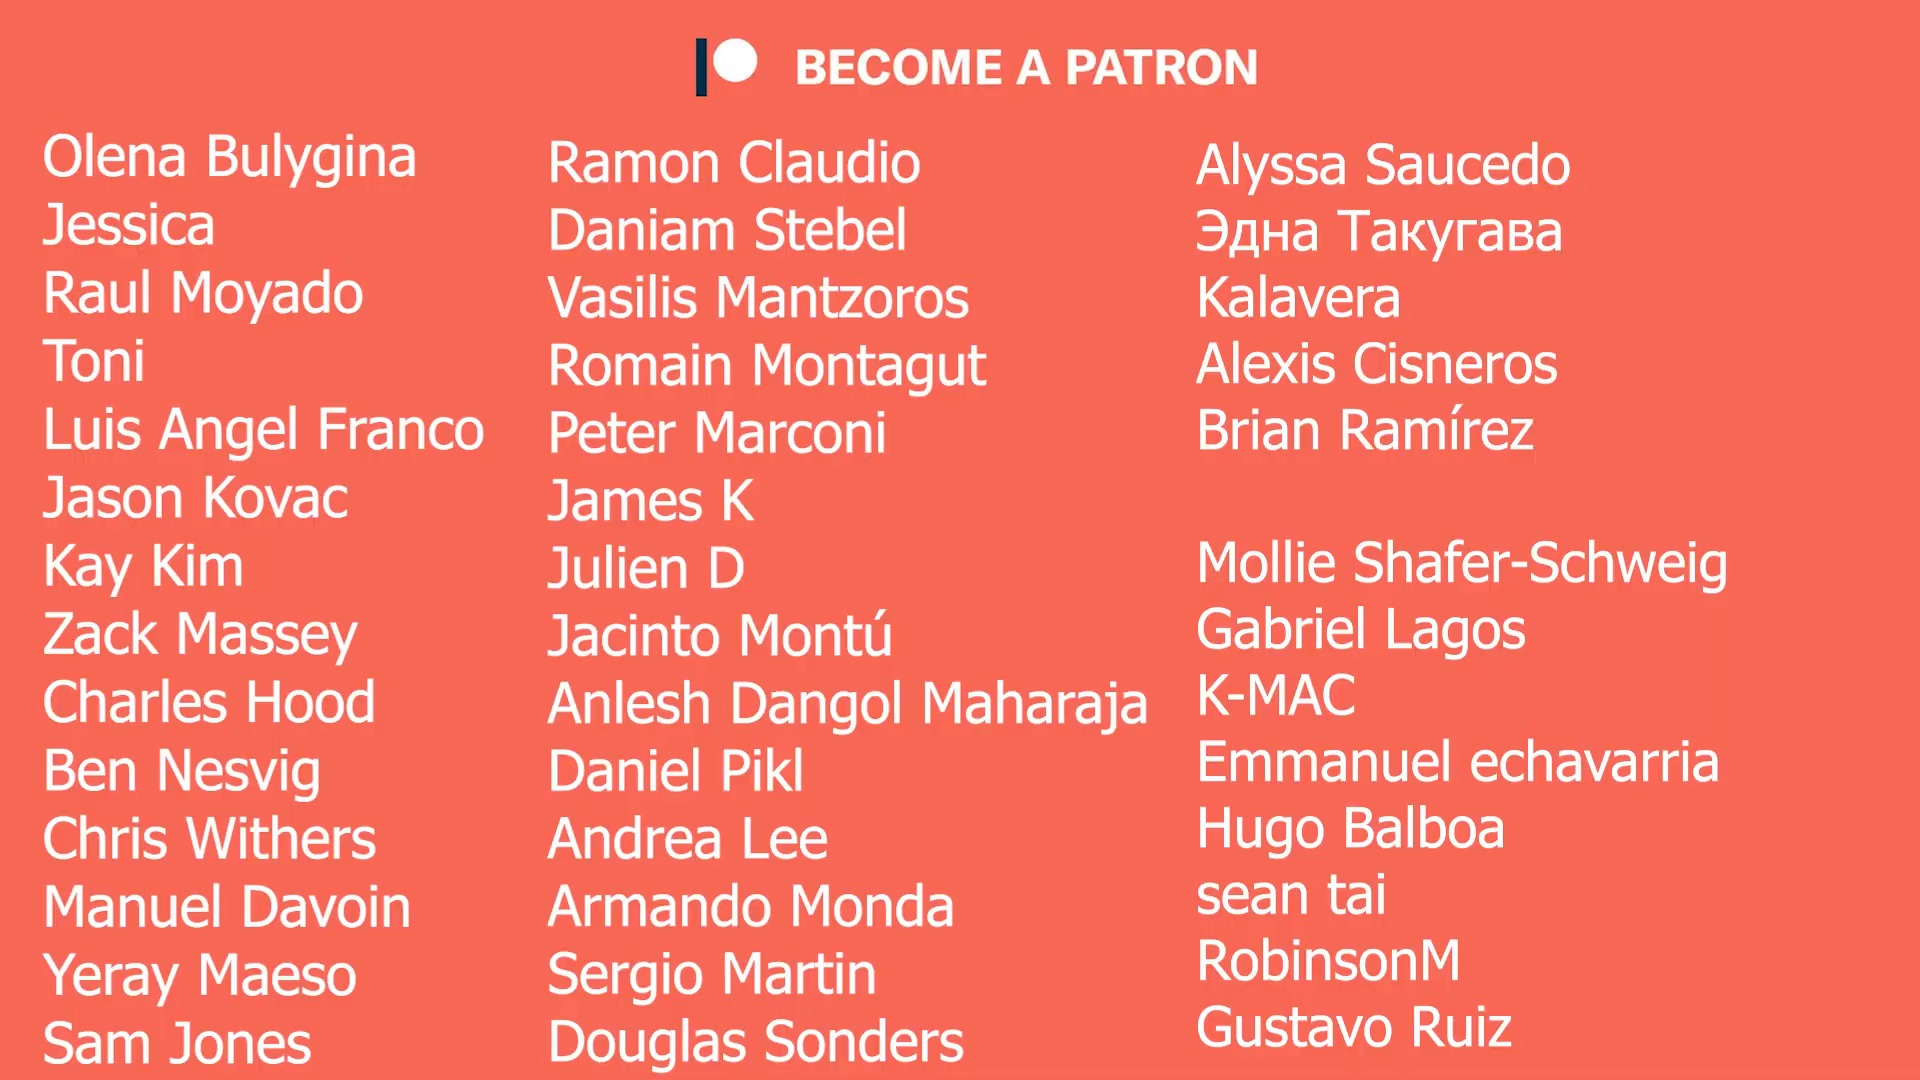 BECOME A PATRON
Olena Bulygina
Jessica
Raul Moyado
Toni
Luis Angel Franco
Jason Kovac
Kay Kim
Zack Massey
Charles Hood
Ben Nesvig
Chris Withers
Manuel Davoin
Yeray Maeso
Sam Jones
Ramon Claudio
Daniam Stebel
Vasilis Mantzoros
Romain Montagut
Peter Marconi
James K
Julien D
Jacinto Montú
Anlesh Dangol Maharaja
Daniel Pikl
Andrea Lee
Armando Monda
Sergio Martin
Douglas Sonders
Alyssa Saucedo
Эдна Такугава
Kalavera
Alexis Cisneros
Brian Ramírez
Mollie Shafer-Schweig
Gabriel Lagos
K-MAC
Emmanuel echavarria
Hugo Balboa
sean tai
RobinsonM
Gustavo Ruiz